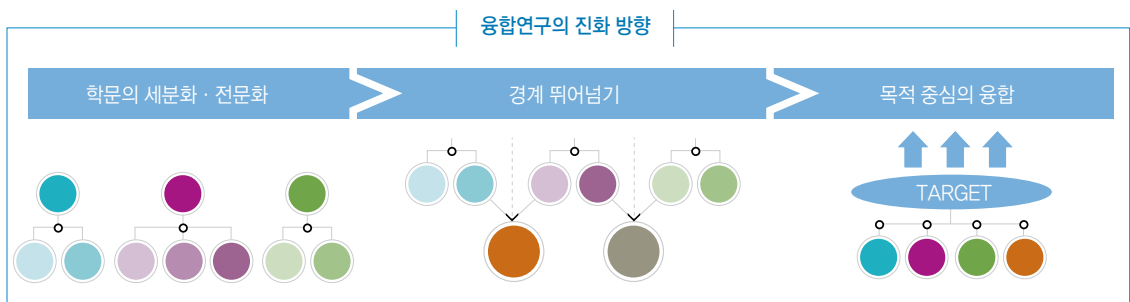 융합연구의 진화 방향
학문의 세분화 · 전문화
경계 뛰어넘기
목적 중심의 융합
TARGET